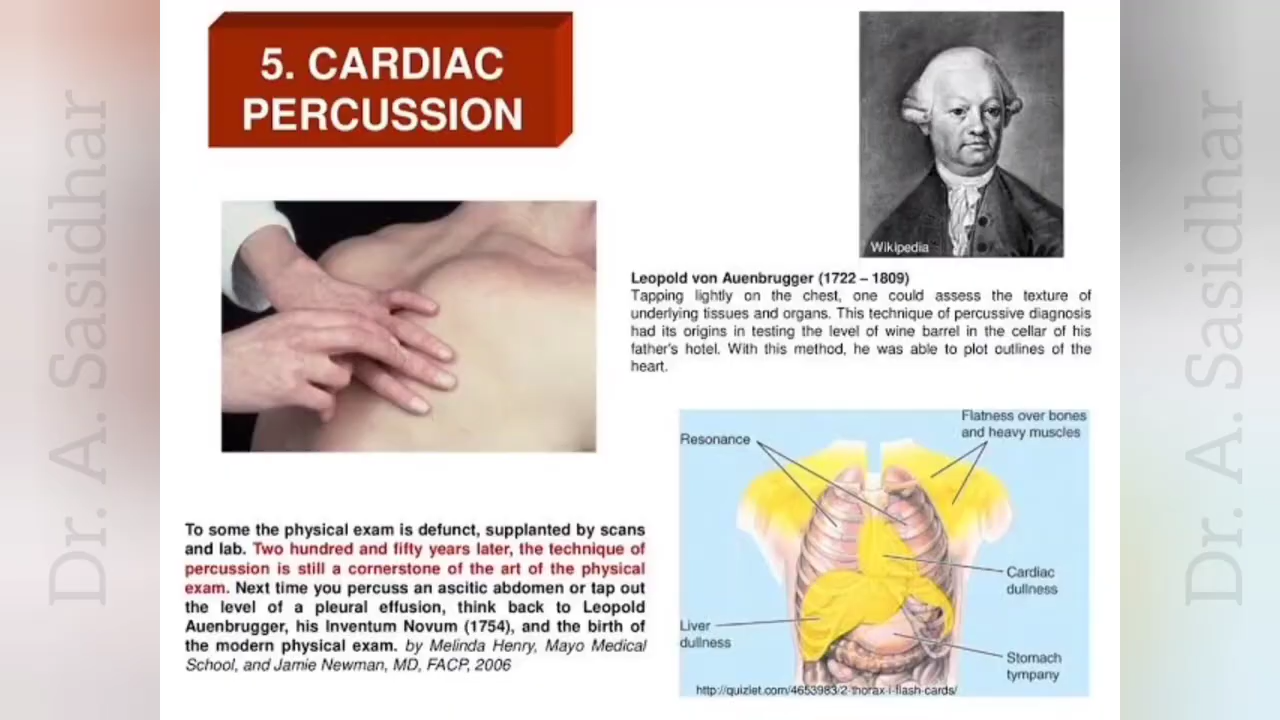 5. CARDIAC
PERCUSSION
Wikipedia
Leopold von Auenbrugger (1722 – 1809)
Tapping lightly on the chest, one could assess the texture of
underlying tissues and organs. This technique of percussive diagnosis
had its origins in testing the level of wine barrel in the cellar of his
father's hotel. With this method, he was able to plot outlines of the
heart.
Flatness over bones
and heavy muscles
Resonance
Cardiac
dullness
Liver
dullness
Stomach
tympany
http://quizlet.com/4653983/2-thorax-i-flash-cards/
To some the physical exam is defunct, supplanted by scans
and lab. Two hundred and fifty years later, the technique of
percussion is still a cornerstone of the art of the physical
exam. Next time you percuss an ascitic abdomen or tap out
the level of a pleural effusion, think back to Leopold
Auenbrugger, his Inventum Novum (1754), and the birth of
the modern physical exam. by Melinda Henry, Mayo Medical
School, and Jamie Newman, MD, FACP, 2006
Dr. A. Sasidhar
Dr. A. Sasidhar